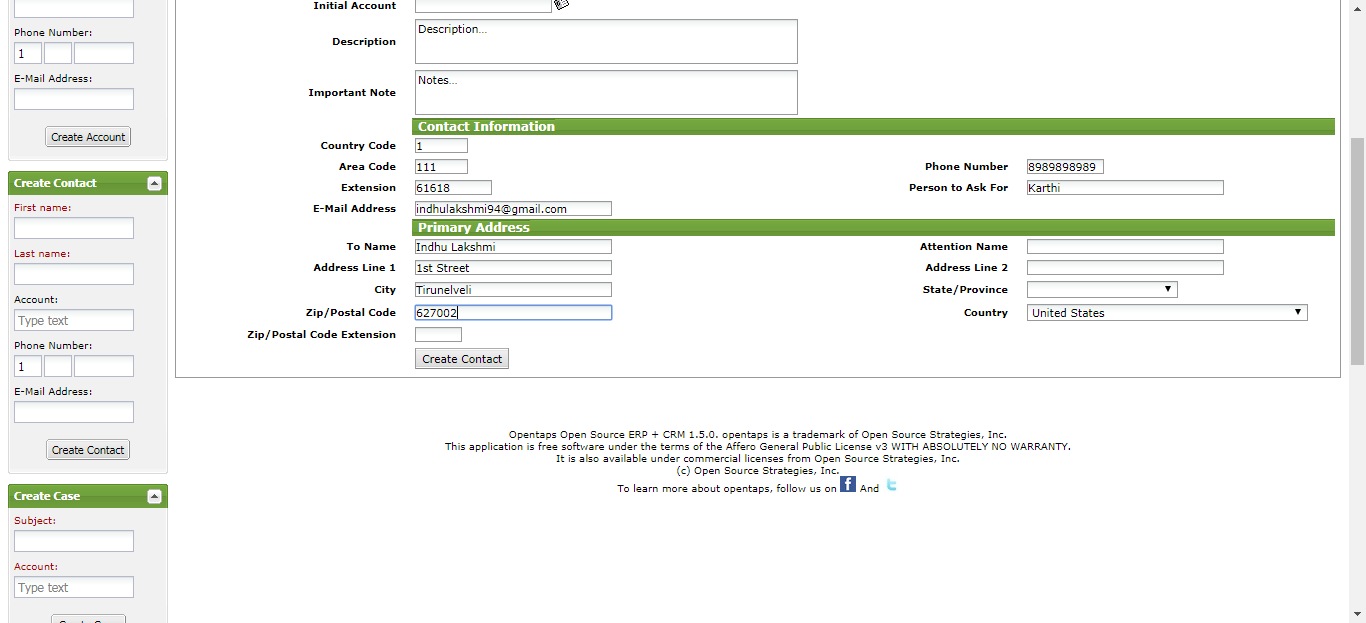 Phone Number:
1
E-Mail Address:
Create Account
Create Contact
First name:
Last name:
Account:
Type text
Phone Number:
1
E-Mail Address:
Create Contact
Create Case
Subject:
Account:
Type text
Initial Account
Description Description...
Important Note Notes...
Contact Information
Country Code 1
Area Code 111 Phone Number 8989898989
Extension 61618 Person to Ask For Karthi
E-Mail Address indhulakshmi94@gmail.com
Primary Address
To Name Indhu Lakshmi Attention Name
Address Line 1 1st Street Address Line 2
City Tirunelveli State/Province
Zip/Postal Code 627002 Country United States
Zip/Postal Code Extension
Create Contact
Opentaps Open Source ERP + CRM 1.5.0. opentaps is a trademark of Open Source Strategies, Inc.
This application is free software under the terms of the Affero General Public License v3 WITH ABSOLUTELY NO WARRANTY.
It is also available under commercial licenses from Open Source Strategies, Inc.
(c) Open Source Strategies, Inc.
To learn more about opentaps, follow us on f And t